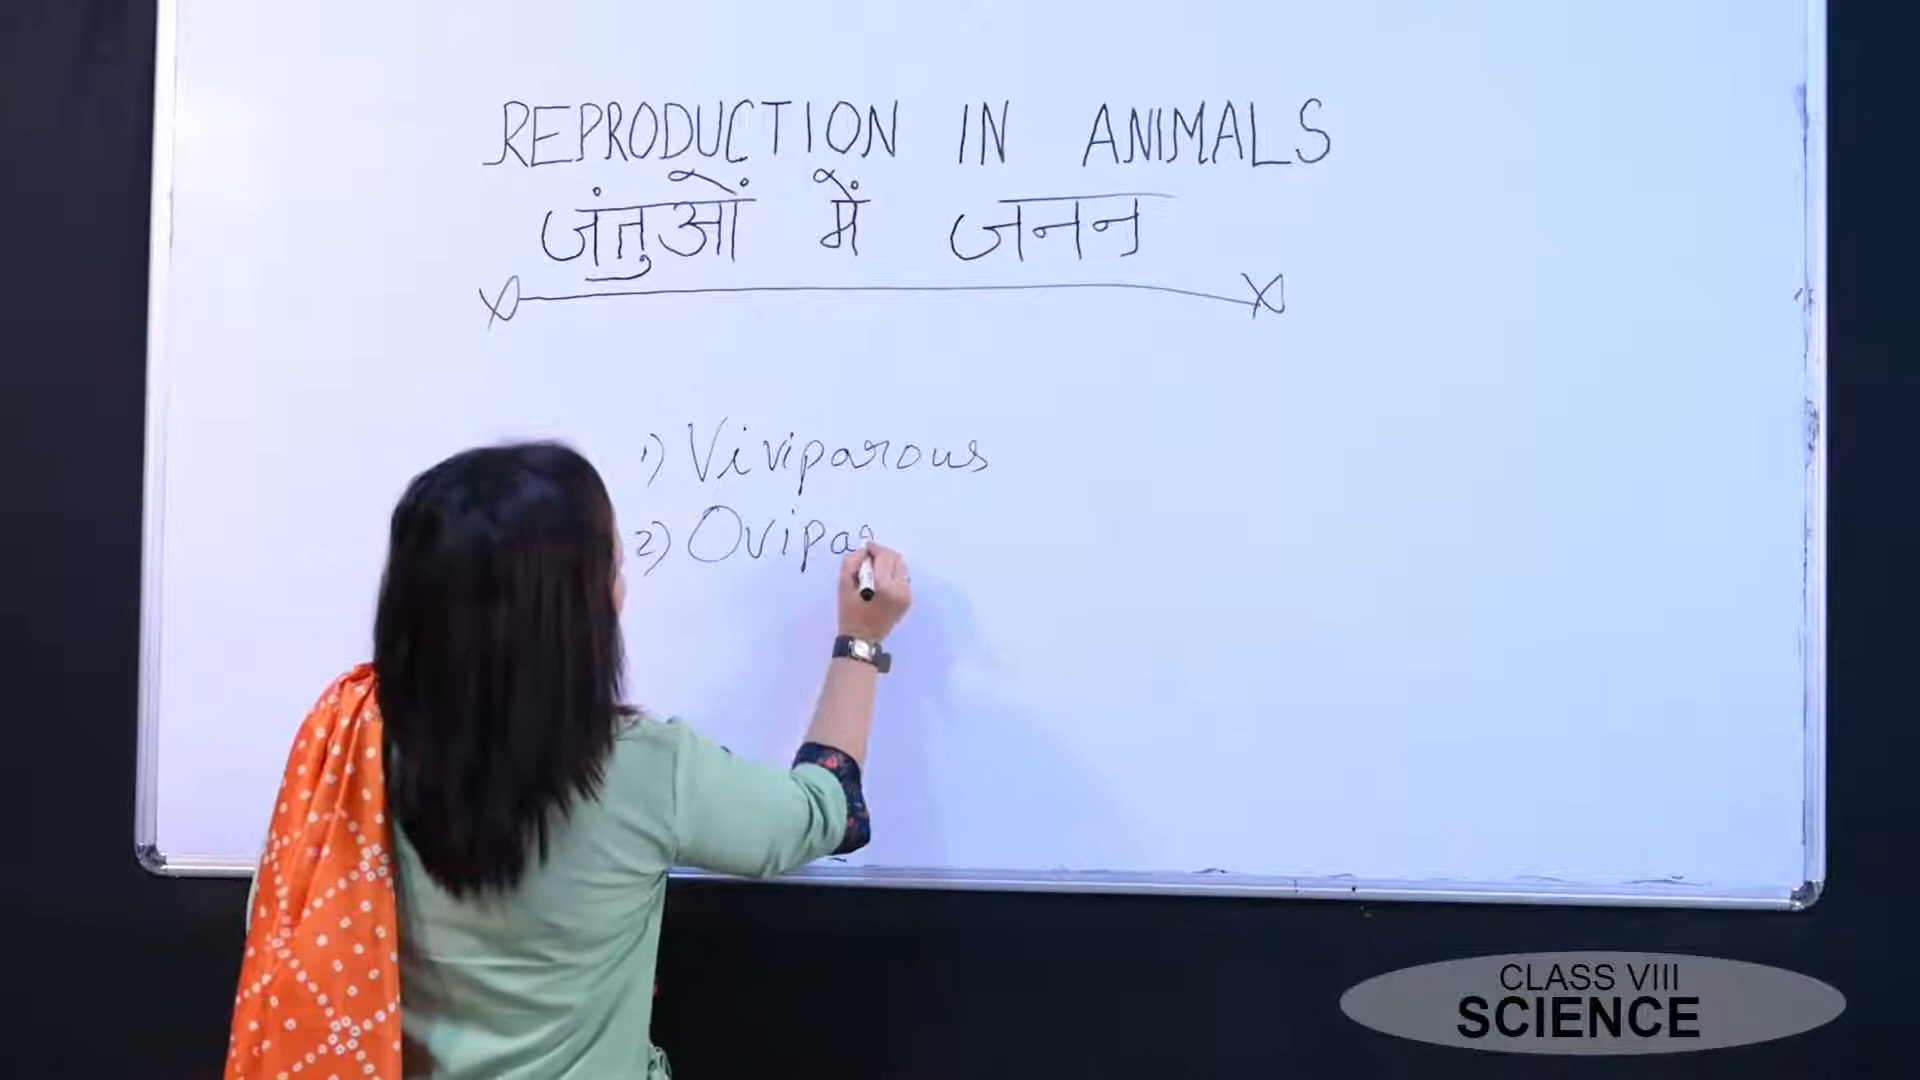 REPRODUCTION IN ANIMALS
जंतुओं में जनन
1) Viviparous
2) Ovipa
CLASS VIII
SCIENCE